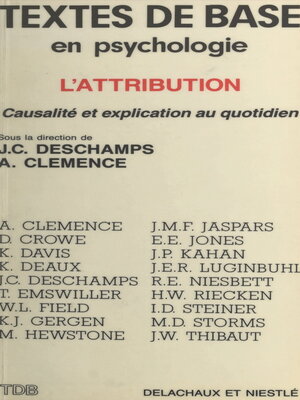 TEXTES DE BASE
en psychologie
L'ATTRIBUTION
Causalité et explication au quotidien
Sous la direction de
J.C. DESCHAMPS
A. CLEMENCE
A. CLEMENCE
D. CROWE
K. DAVIS
K. DEAUX
J.C. DESCHAMPS
T. EMSWILLER
W.L. FIELD
K.J. GERGEN
M. HEWSTONE
J.M.F. JASPARS
E.E. JONES
J.P. KAHAN
J.E.R. LUGINBUHL
R.E. NIESBETT
H.W. RIECKEN
I.D. STEINER
M.D. STORMS
J.W. THIBAUT
TDB
DELACHAUX ET NIESTLÉ